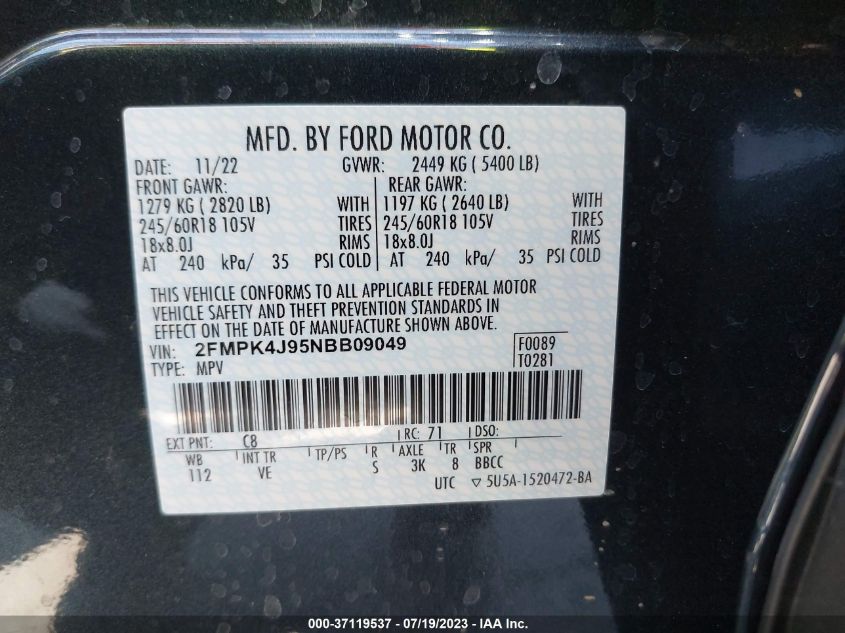 MFD. BY FORD MOTOR CO.
DATE: 11/22 GVWR: 2449 KG ( 5400 LB)
FRONT GAWR: REAR GAWR:
1279 KG ( 2820 LB) WITH 1197 KG ( 2640 LB) WITH
245/60R18 105V TIRES 245/60R18 105V TIRES
18x8.0J RIMS 18x8.0J RIMS
AT 240 kPa/ 35 PSI COLD AT 240 kPa/ 35 PSI COLD
THIS VEHICLE CONFORMS TO ALL APPLICABLE FEDERAL MOTOR
VEHICLE SAFETY AND THEFT PREVENTION STANDARDS IN
EFFECT ON THE DATE OF MANUFACTURE SHOWN ABOVE.
VIN: 2FMPK4J95NBB09049 F0089
TYPE: MPV T0281
EXT PNT: C8 RC: 71 DSO:
WB INT TR TP/PS R AXLE TR SPR
112 VE S 3K 8 BBCC
UTC ▽ 5U5A-1520472-BA
000-37119537 - 07/19/2023 - IAA Inc.